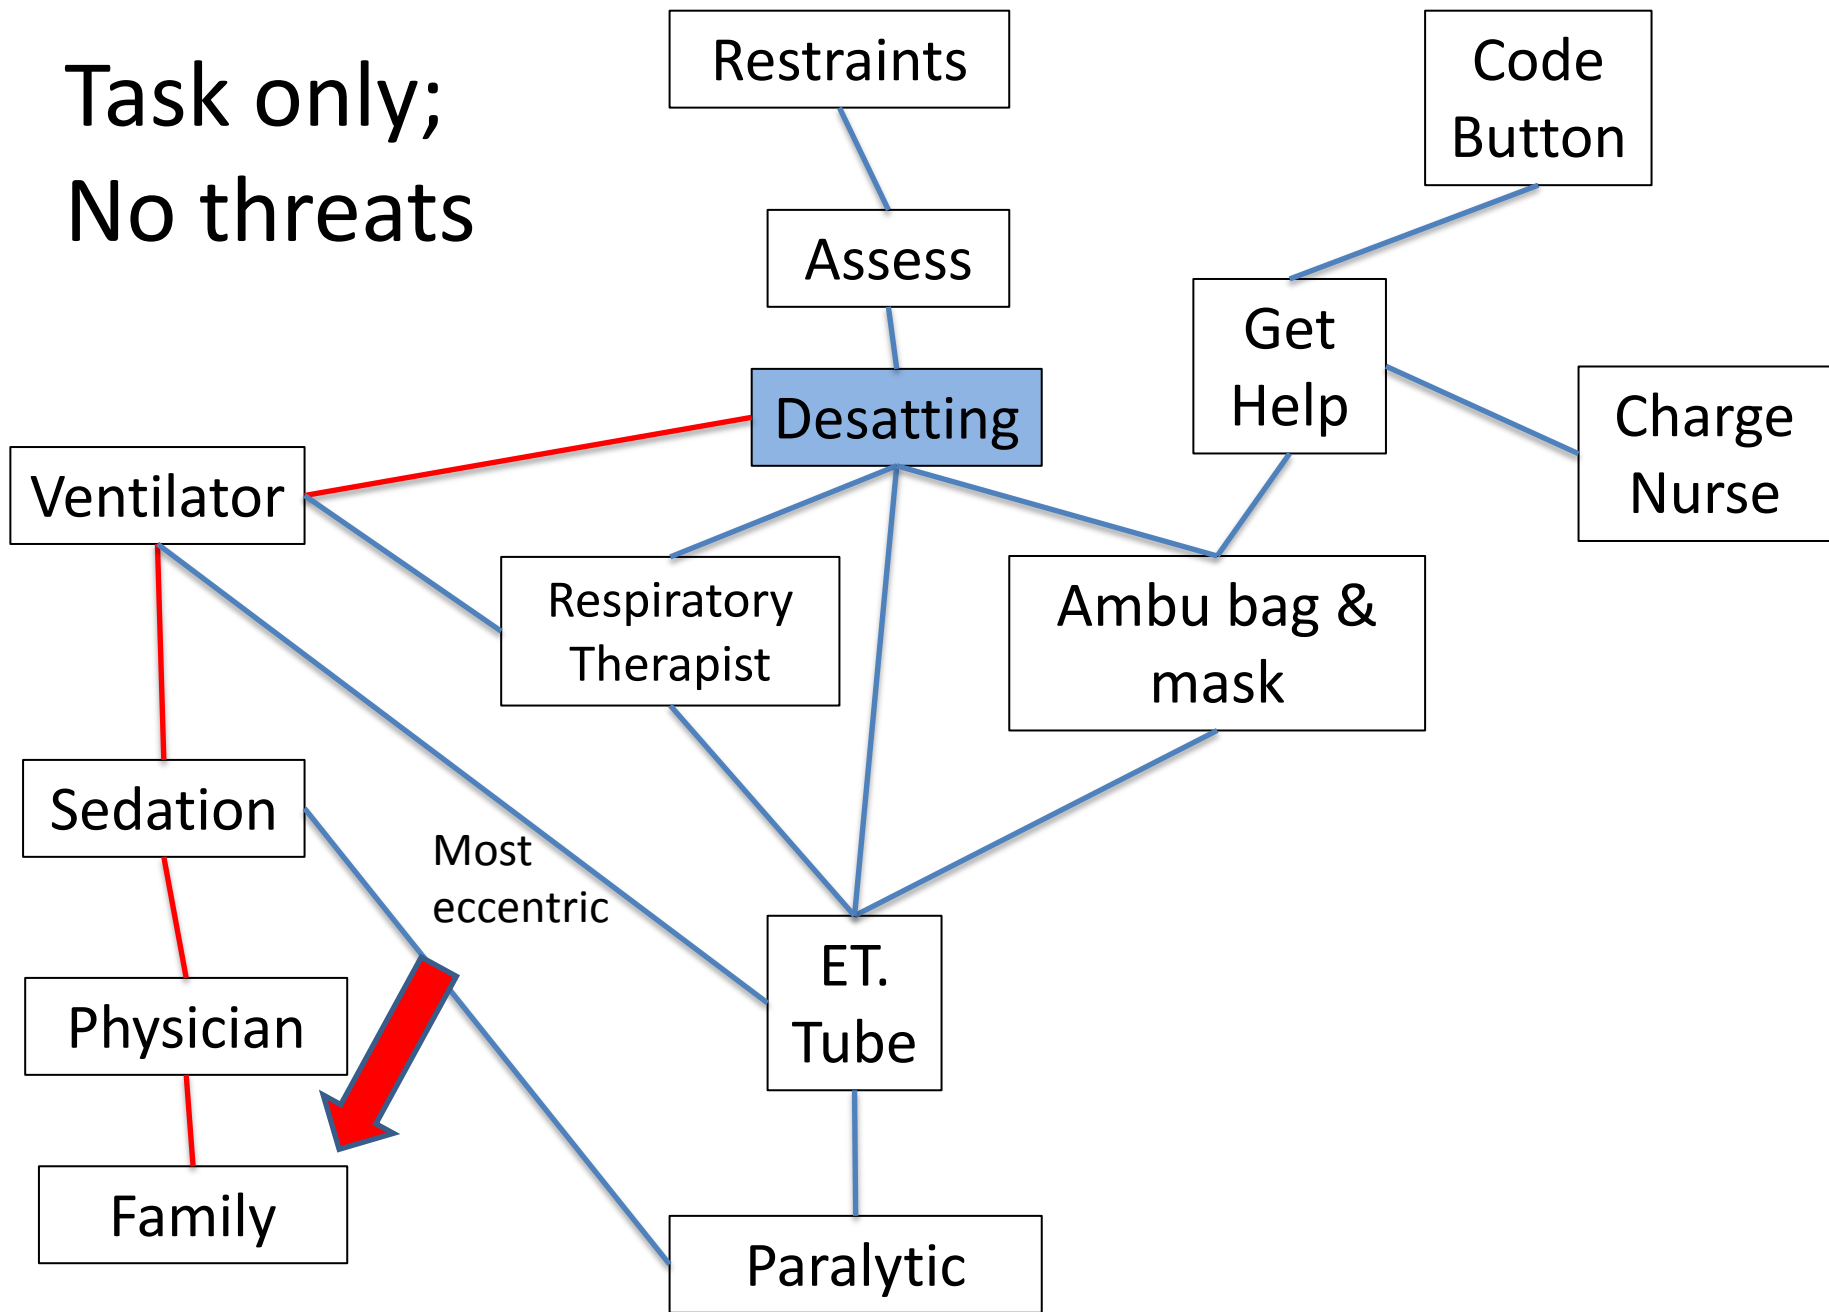 Task only;
No threats
Restraints
Code
Button
Assess
Get
Help
Desatting
Charge
Nurse
Ventilator
Respiratory
Therapist
Ambu bag &
mask
Sedation
Most
eccentric
ET.
Tube
Physician
Family
Paralytic